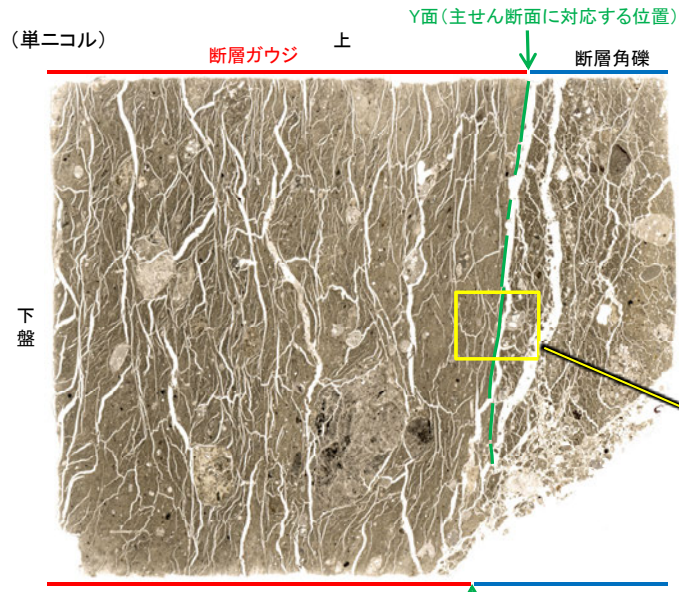 Y面(主せん断面に対応する位置)
(単ニコル)
上
断層ガウジ
断層角礫
下盤